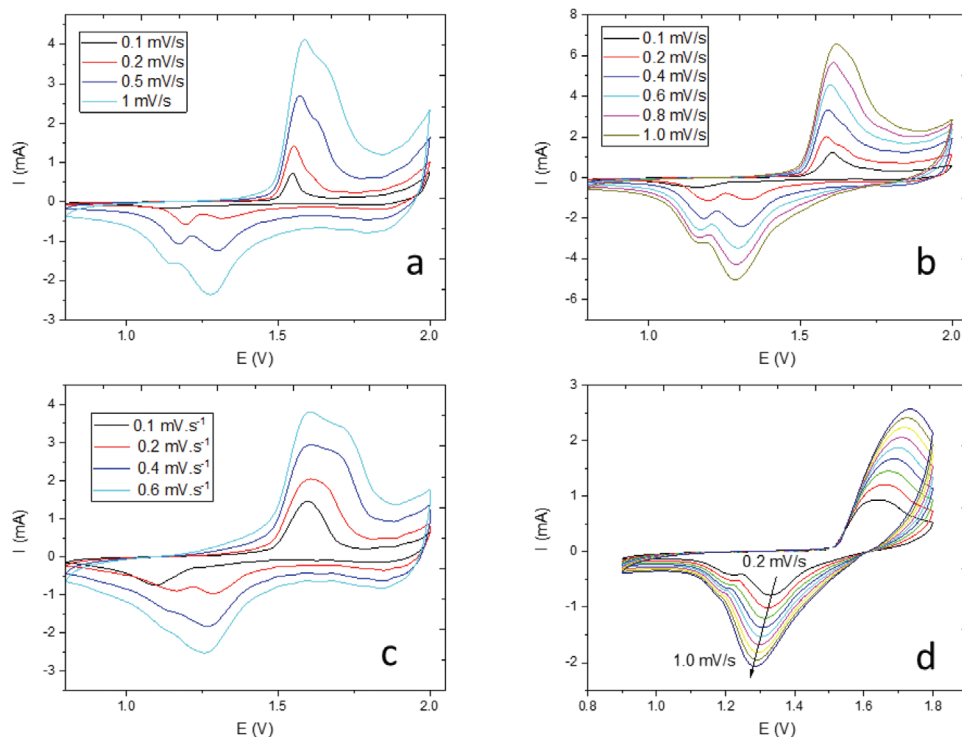 4
3
2
1
0
-1
-2
-3
I (mA)
0.1 mV/s
0.2 mV/s
0.5 mV/s
1 mV/s
a
1.0
1.5
2.0
E (V)
8
6
4
2
0
-2
-4
-6
I (mA)
0.1 mV/s
0.2 mV/s
0.4 mV/s
0.6 mV/s
0.8 mV/s
1.0 mV/s
b
1.0
1.5
2.0
E (V)
4
3
2
1
0
-1
-2
-3
I (mA)
0.1 mV.s⁻¹
0.2 mV.s⁻¹
0.4 mV.s⁻¹
0.6 mV.s⁻¹
c
1.0
1.5
2.0
E (V)
3
2
1
0
-1
-2
I (mA)
0.2 mV/s
1.0 mV/s
d
0.8
1.0
1.2
1.4
1.6
1.8
E (V)